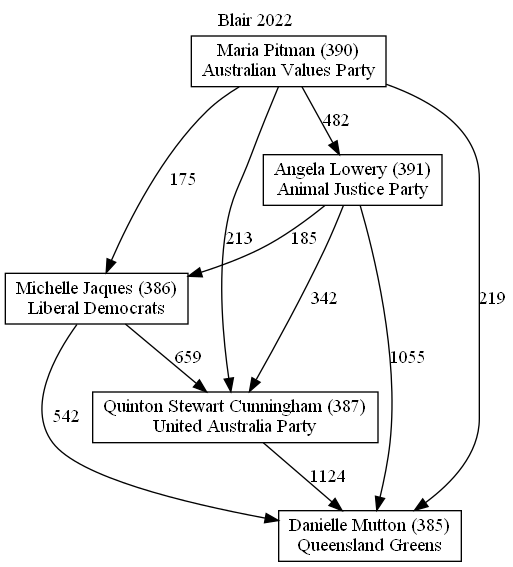 Blair 2022
Maria Pitman (390)
Australian Values Party
482
Angela Lowery (391)
Animal Justice Party
175
213
185
342
219
Michelle Jaques (386)
Liberal Democrats
659
1055
542
Quinton Stewart Cunningham (387)
United Australia Party
1124
Danielle Mutton (385)
Queensland Greens